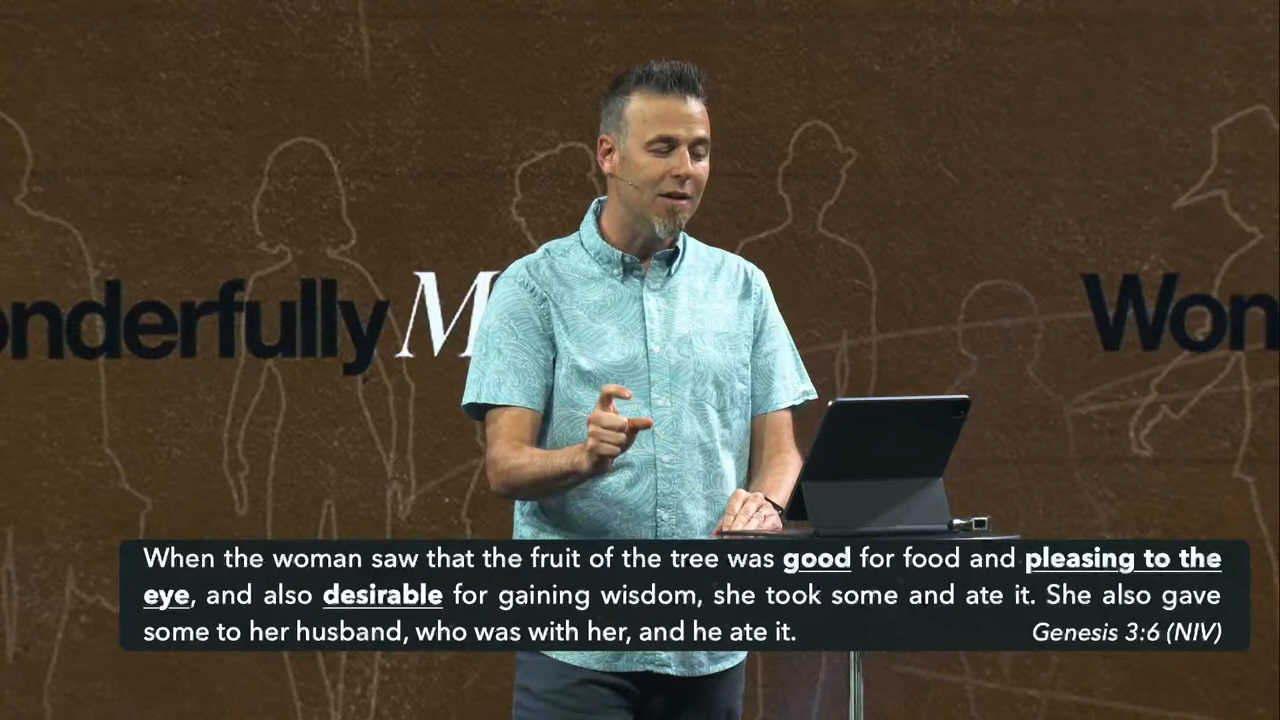 onderfully M
Won
When the woman saw that the fruit of the tree was good for food and pleasing to the
eye, and also desirable for gaining wisdom, she took some and ate it. She also gave
some to her husband, who was with her, and he ate it. Genesis 3:6 (NIV)